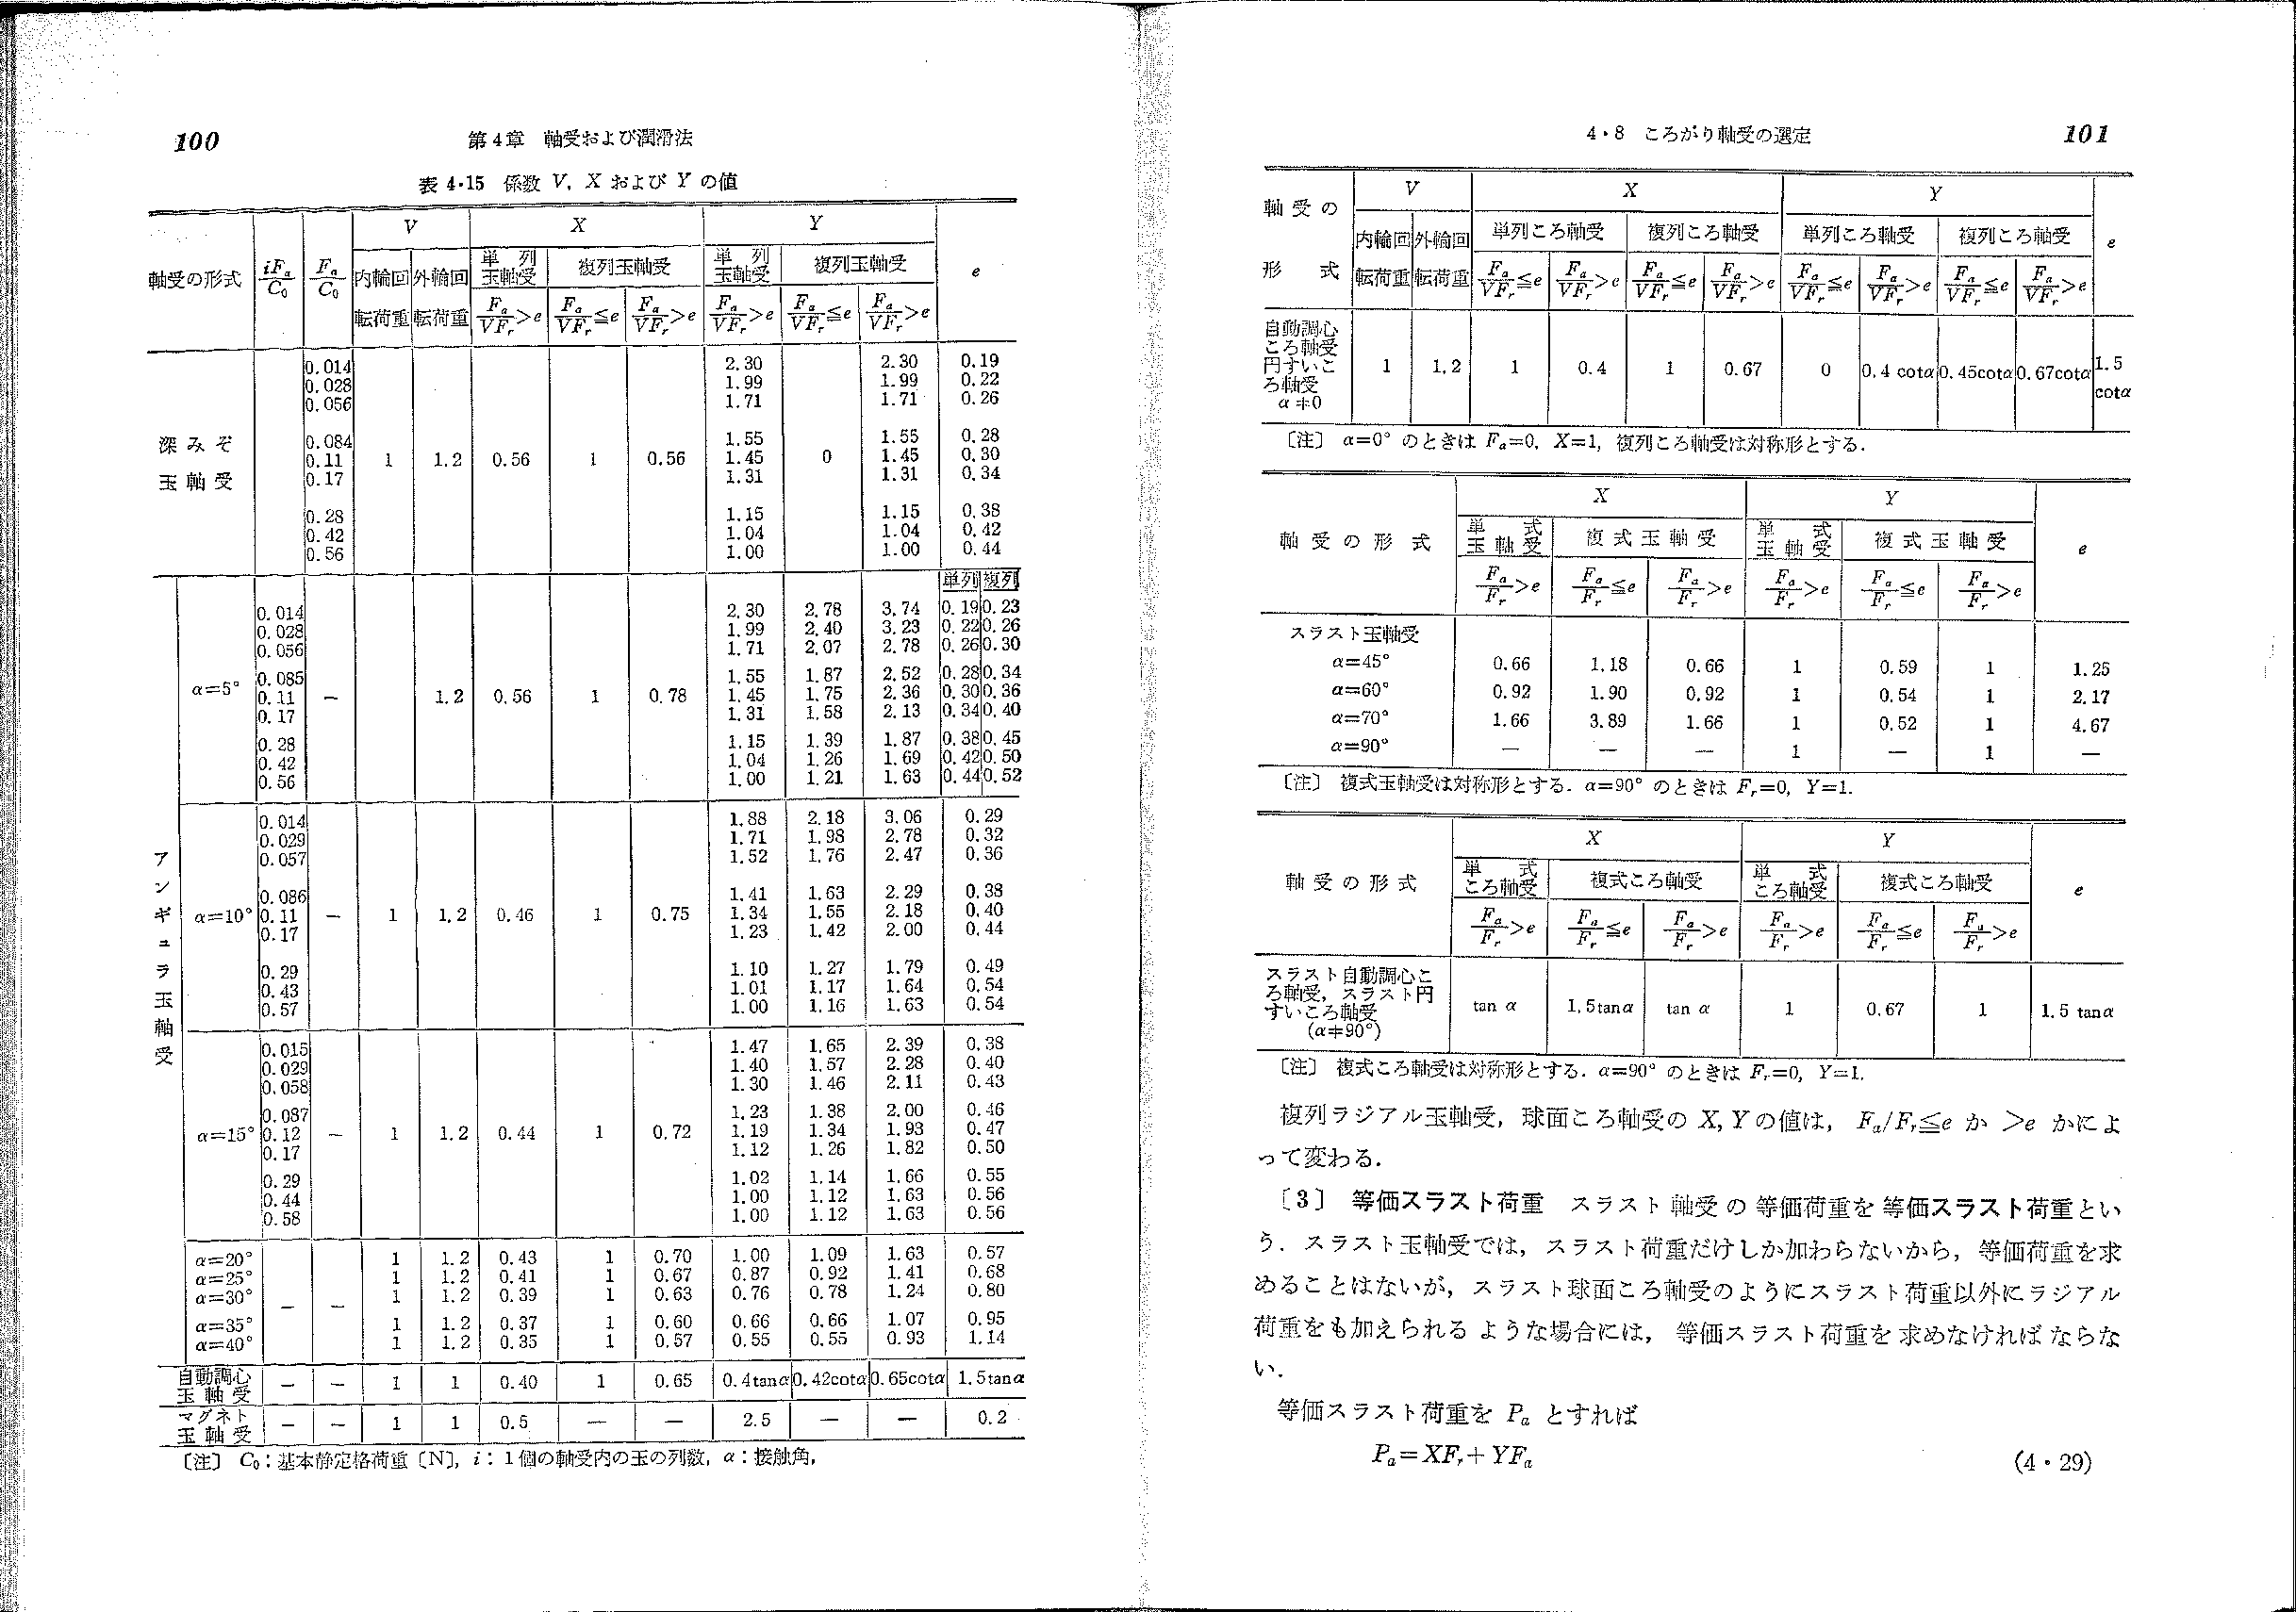 100 第4章 軸受および潤滑法
表 4·15 係数 V, X および Y の値
軸受の形式 iFa/C0 Fa/C0 V X Y e
内輪回転荷重 外輪回転荷重 単列玉軸受 複列玉軸受 単列玉軸受 複列玉軸受
Fa/VFr>e Fa/VFr≦e Fa/VFr>e Fa/VFr>e Fa/VFr≦e Fa/VFr>e
深みぞ玉軸受 1 1.2 0.56 1 0.56 0
0.014 2.30 2.30 0.19
0.028 1.99 1.99 0.22
0.056 1.71 1.71 0.26
0.084 1.55 1.55 0.28
0.11 1.45 1.45 0.30
0.17 1.31 1.31 0.34
0.28 1.15 1.15 0.38
0.42 1.04 1.04 0.42
0.56 1.00 1.00 0.44
単列 複列
アンギュラ玉軸受
α=5° — 1.2 0.56 1 0.78
0.014 2.30 2.78 3.74 0.19 0.23
0.028 1.99 2.40 3.23 0.22 0.26
0.056 1.71 2.07 2.78 0.26 0.30
0.085 1.55 1.87 2.52 0.28 0.34
0.11 1.45 1.75 2.36 0.30 0.36
0.17 1.31 1.58 2.13 0.34 0.40
0.28 1.15 1.39 1.87 0.38 0.45
0.42 1.04 1.26 1.69 0.42 0.50
0.56 1.00 1.21 1.63 0.44 0.52
α=10° — 1 1.2 0.46 1 0.75
0.014 1.88 2.18 3.06 0.29
0.029 1.71 1.98 2.78 0.32
0.057 1.52 1.76 2.47 0.36
0.086 1.41 1.63 2.29 0.38
0.11 1.34 1.55 2.18 0.40
0.17 1.23 1.42 2.00 0.44
0.29 1.10 1.27 1.79 0.49
0.43 1.01 1.17 1.64 0.54
0.57 1.00 1.16 1.63 0.54
α=15° — 1 1.2 0.44 1 0.72
0.015 1.47 1.65 2.39 0.38
0.029 1.40 1.57 2.28 0.40
0.058 1.30 1.46 2.11 0.43
0.087 1.23 1.38 2.00 0.46
0.12 1.19 1.34 1.93 0.47
0.17 1.12 1.26 1.82 0.50
0.29 1.02 1.14 1.66 0.55
0.44 1.00 1.12 1.63 0.56
0.58 1.00 1.12 1.63 0.56
α=20° 1 1.2 0.43 1 0.70 1.00 1.09 1.63 0.57
α=25° 1 1.2 0.41 1 0.67 0.87 0.92 1.41 0.68
α=30° — — 1 1.2 0.39 1 0.63 0.76 0.78 1.24 0.80
α=35° 1 1.2 0.37 1 0.60 0.66 0.66 1.07 0.95
α=40° 1 1.2 0.35 1 0.57 0.55 0.55 0.93 1.14
自動調心玉軸受 — — 1 1 0.40 1 0.65 0.4tanα 0.42cotα 0.65cotα 1.5tanα
マグネト玉軸受 — — 1 1 0.5 — — 2.5 — — 0.2
〔注〕 C0：基本静定格荷重〔N〕, i：1個の軸受内の玉の列数, α：接触角,
4·8 ころがり軸受の選定 101
軸受の形式 V X Y e
内輪回転荷重 外輪回転荷重 単列ころ軸受 複列ころ軸受 単列ころ軸受 複列ころ軸受
Fa/VFr≦e Fa/VFr>e Fa/VFr≦e Fa/VFr>e Fa/VFr≦e Fa/VFr>e Fa/VFr≦e Fa/VFr>e
自動調心ころ軸受円すいころ軸受 α≠0 1 1.2 1 0.4 1 0.67 0 0.4 cotα 0.45cotα 0.67cotα 1.5 cotα
〔注〕 α=0° のときは Fa=0, X=1, 複列ころ軸受は対称形とする.
軸受の形式 X Y e
単式玉軸受 複式玉軸受 単式玉軸受 複式玉軸受
Fa/Fr>e Fa/Fr≦e Fa/Fr>e Fa/Fr>e Fa/Fr≦e Fa/Fr>e
スラスト玉軸受
α=45° 0.66 1.18 0.66 1 0.59 1 1.25
α=60° 0.92 1.90 0.92 1 0.54 1 2.17
α=70° 1.66 3.89 1.66 1 0.52 1 4.67
α=90° — — — 1 — 1 —
〔注〕 複式玉軸受は対称形とする. α=90° のときは Fr=0, Y=1.
軸受の形式 X Y e
単式ころ軸受 複式ころ軸受 単式ころ軸受 複式ころ軸受
Fa/Fr>e Fa/Fr≦e Fa/Fr>e Fa/Fr>e Fa/Fr≦e Fa/Fr>e
スラスト自動調心ころ軸受, スラスト円すいころ軸受 (α≠90°) tan α 1.5tanα tan α 1 0.67 1 1.5 tanα
〔注〕 複式ころ軸受は対称形とする. α=90° のときは Fr=0, Y=1.
複列ラジアル玉軸受, 球面ころ軸受の X, Y の値は, Fa/Fr≦e か >e かによ
って変わる.
〔3〕 等価スラスト荷重 スラスト軸受の等価荷重を等価スラスト荷重とい
う. スラスト玉軸受では, スラスト荷重だけしか加わらないから, 等価荷重を求
めることはないが, スラスト球面ころ軸受のようにスラスト荷重以外にラジアル
荷重をも加えられるような場合には, 等価スラスト荷重を求めなければならな
い.
等価スラスト荷重を Pa とすれば
Pa=XFr+YFa (4・29)